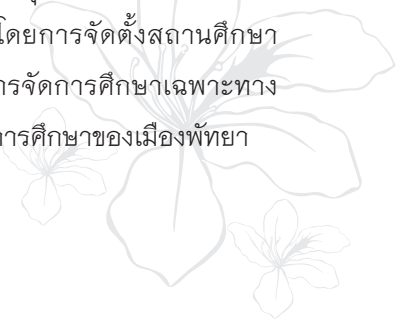 โดยการจัดตั้งสถานศึกษา
การจัดการศึกษาเฉพาะทาง
การศึกษาของเมืองพัทยา